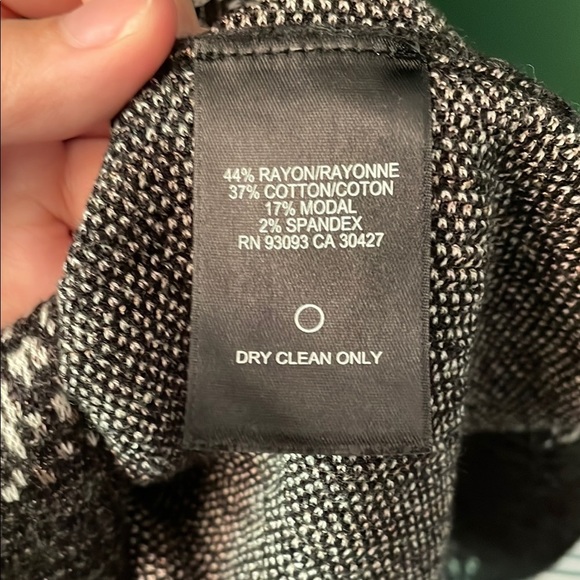 44% RAYON/RAYONNE
37% COTTON/COTON
17% MODAL
2% SPANDEX
RN 93093 CA 30427
DRY CLEAN ONLY